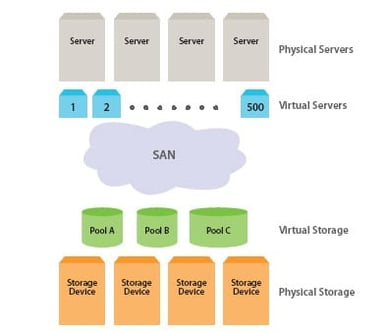 Server Server Server Server
Physical Servers
1 2 500
Virtual Servers
SAN
Pool A Pool B Pool C
Virtual Storage
Storage Storage Storage Storage
Device Device Device Device
Physical Storage